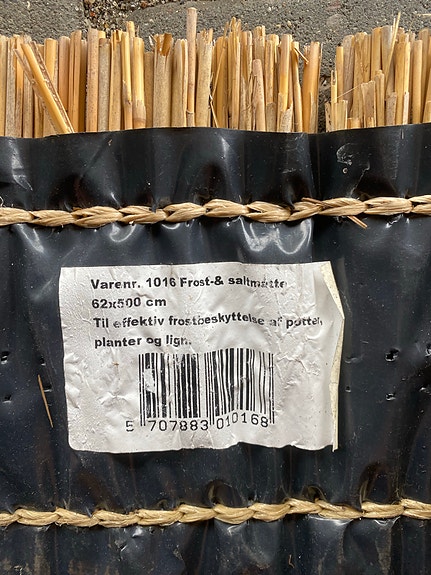 Varenr. 1016 Frost-& saltmåtte
62x500 cm
Til effektiv frostbeskyttelse af potter,
planter og lign.
5 707883 010168